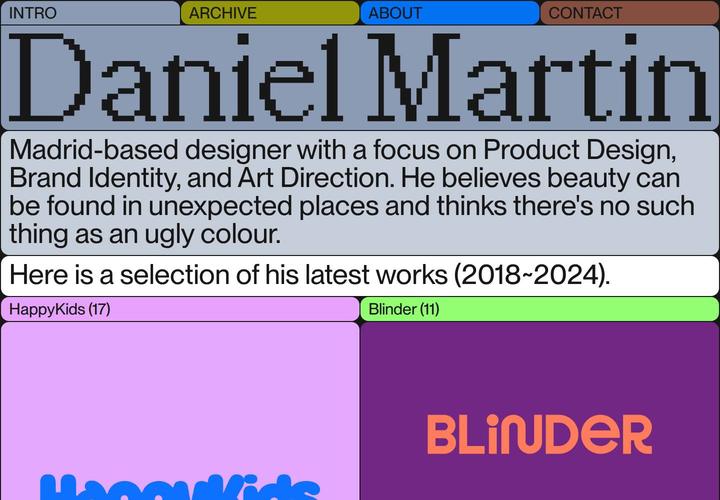 INTRO
ARCHIVE
ABOUT
CONTACT
Daniel Martin
Madrid-based designer with a focus on Product Design,
Brand Identity, and Art Direction. He believes beauty can
be found in unexpected places and thinks there's no such
thing as an ugly colour.
Here is a selection of his latest works (2018~2024).
HappyKids (17)
Blinder (11)
BLiNDeR
HappyKids